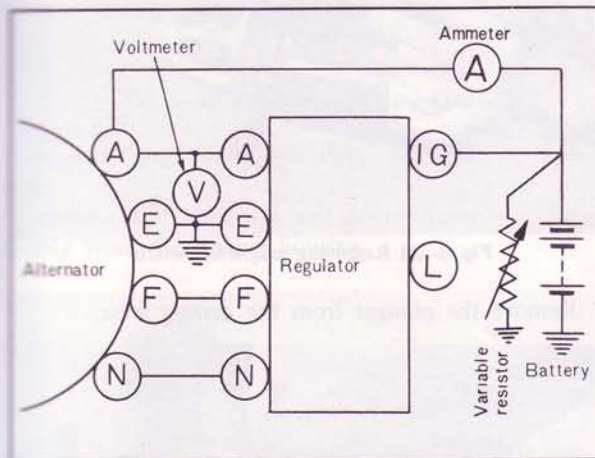 Ammeter
A
Voltmeter
A A IG
V
E E
Alternator
Regulator
L
F F
N N
Variable
resistor
Battery